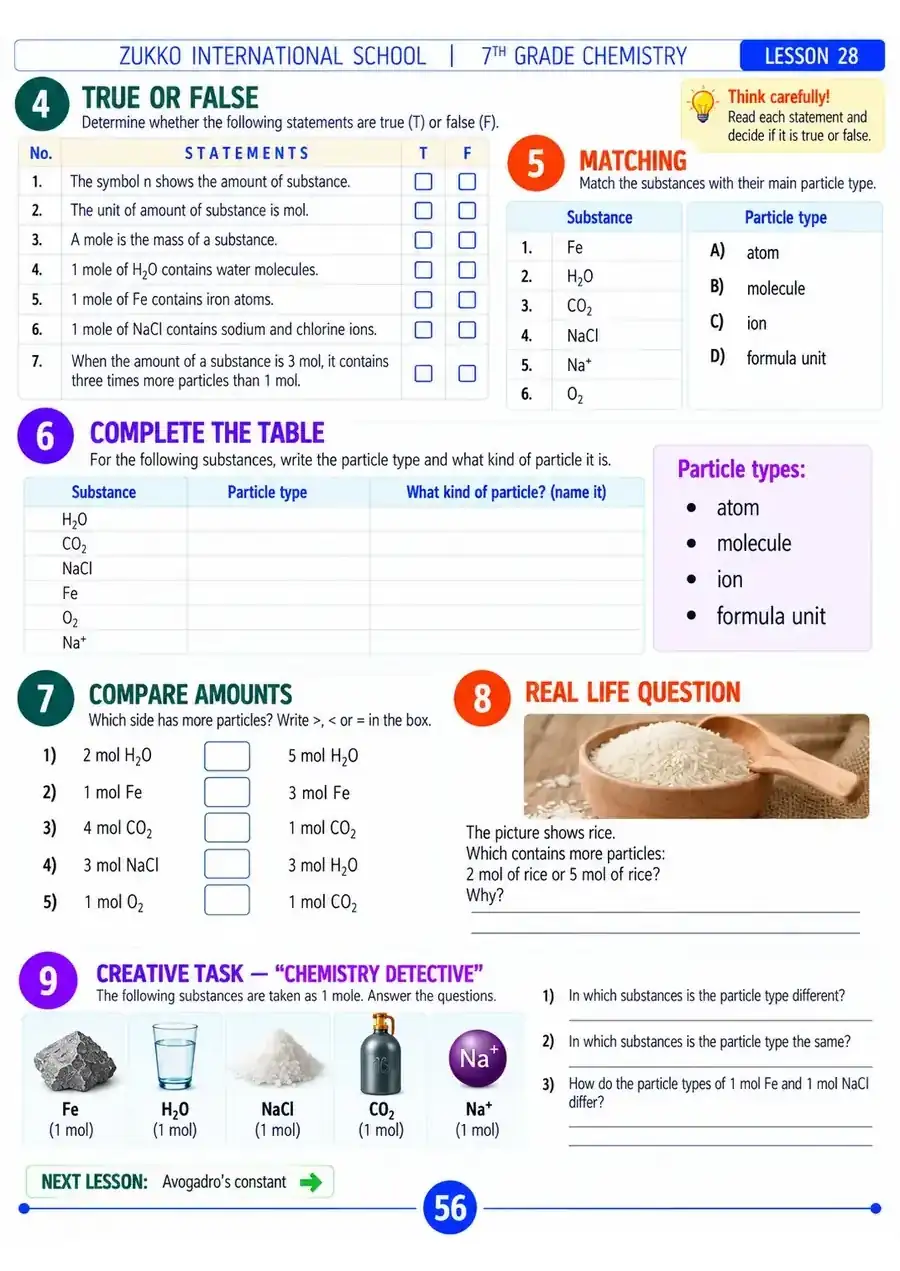 ZUKKO INTERNATIONAL SCHOOL | 7TH GRADE CHEMISTRY
LESSON 28
4
TRUE OR FALSE
Determine whether the following statements are true (T) or false (F).
Think carefully!
Read each statement and
decide if it is true or false.
No. STATEMENTS T F
1. The symbol n shows the amount of substance.
2. The unit of amount of substance is mol.
3. A mole is the mass of a substance.
4. 1 mole of H₂O contains water molecules.
5. 1 mole of Fe contains iron atoms.
6. 1 mole of NaCl contains sodium and chlorine ions.
7. When the amount of a substance is 3 mol, it contains
three times more particles than 1 mol.
5
MATCHING
Match the substances with their main particle type.
Substance
1. Fe
2. H₂O
3. CO₂
4. NaCl
5. Na⁺
6. O₂
Particle type
A) atom
B) molecule
C) ion
D) formula unit
6
COMPLETE THE TABLE
For the following substances, write the particle type and what kind of particle it is.
Substance Particle type What kind of particle? (name it)
H₂O
CO₂
NaCl
Fe
O₂
Na⁺
Particle types:
• atom
• molecule
• ion
• formula unit
7
COMPARE AMOUNTS
Which side has more particles? Write >, < or = in the box.
1) 2 mol H₂O 5 mol H₂O
2) 1 mol Fe 3 mol Fe
3) 4 mol CO₂ 1 mol CO₂
4) 3 mol NaCl 3 mol H₂O
5) 1 mol O₂ 1 mol CO₂
8
REAL LIFE QUESTION
The picture shows rice.
Which contains more particles:
2 mol of rice or 5 mol of rice?
Why?
9
CREATIVE TASK — “CHEMISTRY DETECTIVE”
The following substances are taken as 1 mole. Answer the questions.
Na⁺
Fe H₂O NaCl CO₂ Na⁺
(1 mol) (1 mol) (1 mol) (1 mol) (1 mol)
1) In which substances is the particle type different?
2) In which substances is the particle type the same?
3) How do the particle types of 1 mol Fe and 1 mol NaCl
differ?
NEXT LESSON: Avogadro's constant
56